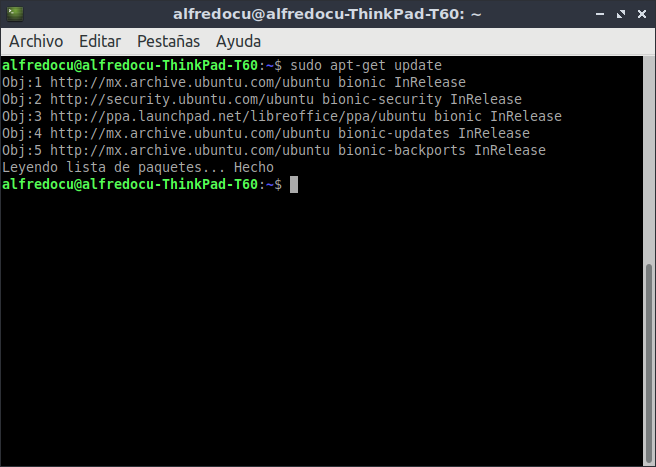 alfredocu@alfredocu-ThinkPad-T60: ~
Archivo Editar Pestañas Ayuda
alfredocu@alfredocu-ThinkPad-T60:~$ sudo apt-get update
Obj:1 http://mx.archive.ubuntu.com/ubuntu bionic InRelease
Obj:2 http://security.ubuntu.com/ubuntu bionic-security InRelease
Obj:3 http://ppa.launchpad.net/libreoffice/ppa/ubuntu bionic InRelease
Obj:4 http://mx.archive.ubuntu.com/ubuntu bionic-updates InRelease
Obj:5 http://mx.archive.ubuntu.com/ubuntu bionic-backports InRelease
Leyendo lista de paquetes... Hecho
alfredocu@alfredocu-ThinkPad-T60:~$